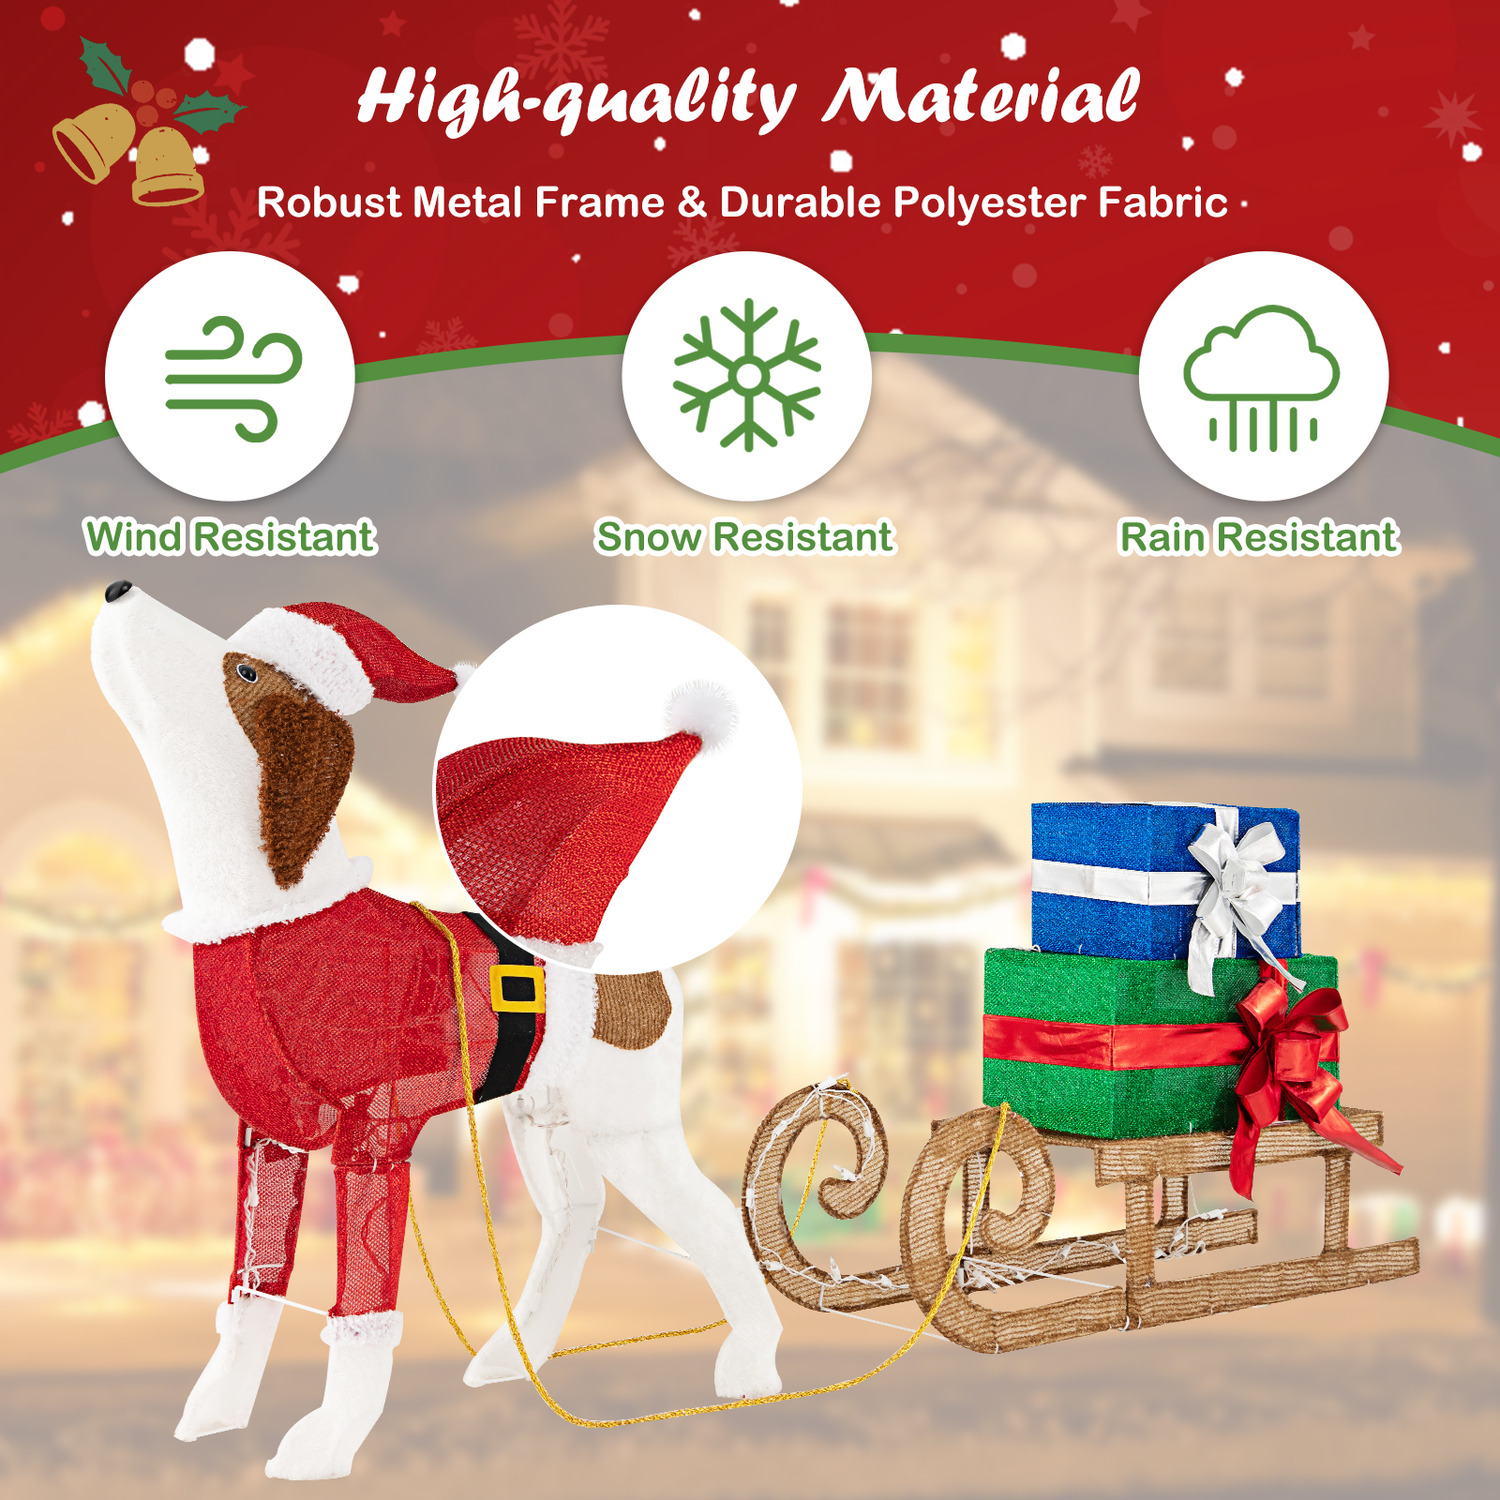 High-quality Material
Robust Metal Frame & Durable Polyester Fabric
Wind Resistant
Snow Resistant
Rain Resistant